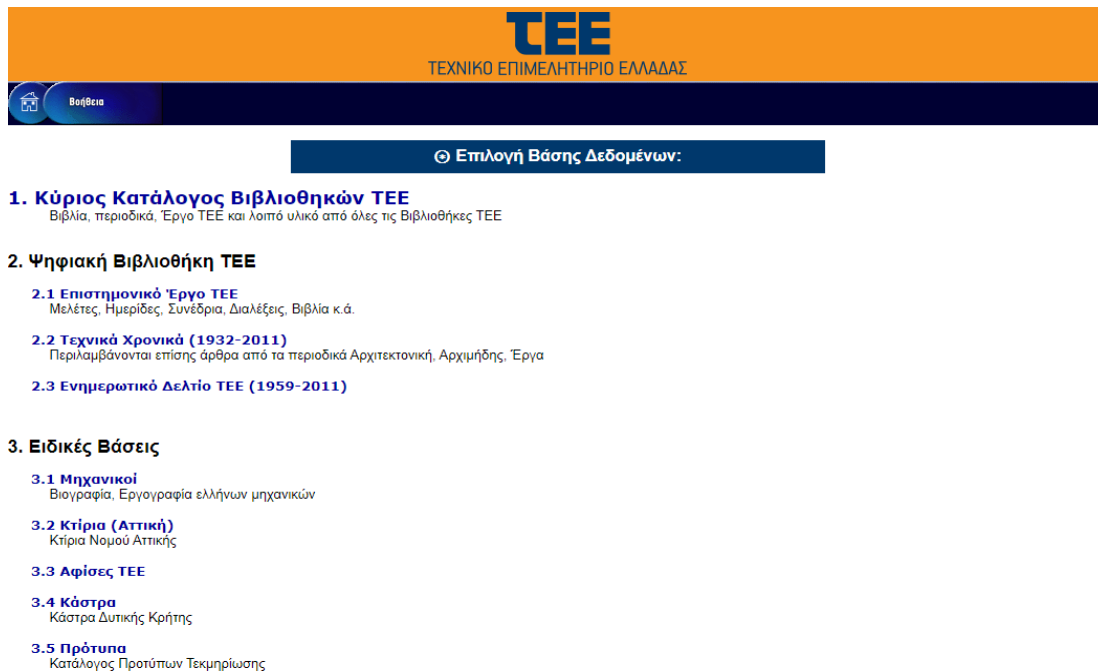 ΤΕΕ
ΤΕΧΝΙΚΟ ΕΠΙΜΕΛΗΤΗΡΙΟ ΕΛΛΑΔΑΣ
Βοήθεια
Επιλογή Βάσης Δεδομένων:
1. Κύριος Κατάλογος Βιβλιοθηκών ΤΕΕ
Βιβλία, περιοδικά, Έργο ΤΕΕ και λοιπό υλικό από όλες τις Βιβλιοθήκες ΤΕΕ
2. Ψηφιακή Βιβλιοθήκη ΤΕΕ
2.1 Επιστημονικό Έργο ΤΕΕ
Μελέτες, Ημερίδες, Συνέδρια, Διαλέξεις, Βιβλία κ.ά.
2.2 Τεχνικά Χρονικά (1932-2011)
Περιλαμβάνονται επίσης άρθρα από τα περιοδικά Αρχιτεκτονική, Αρχιμήδης, Έργα
2.3 Ενημερωτικό Δελτίο ΤΕΕ (1959-2011)
3. Ειδικές Βάσεις
3.1 Μηχανικοί
Βιογραφία, Εργογραφία ελλήνων μηχανικών
3.2 Κτίρια (Αττική)
Κτίρια Νομού Αττικής
3.3 Αφίσες ΤΕΕ
3.4 Κάστρα
Κάστρα Δυτικής Κρήτης
3.5 Πρότυπα
Κατάλογος Προτύπων Τεκμηρίωσης